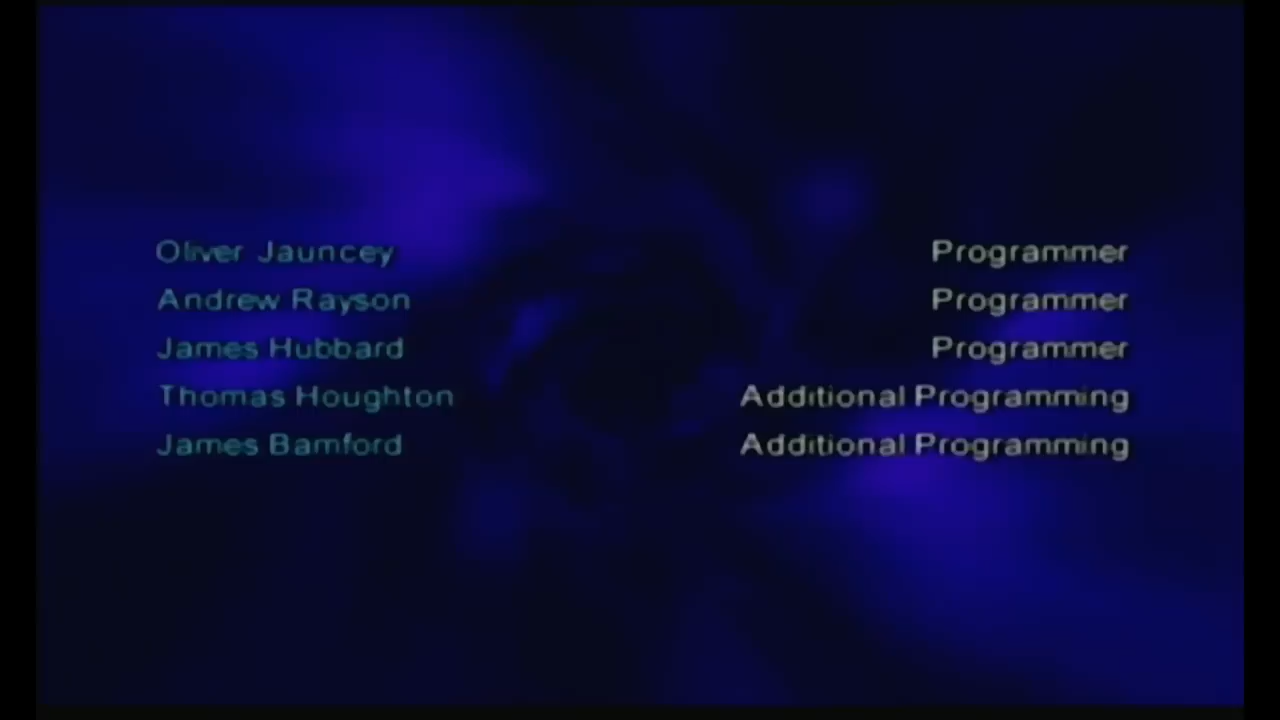 Oliver Jauncey Programmer
Andrew Rayson Programmer
James Hubbard Programmer
Thomas Houghton Additional Programming
James Bamford Additional Programming